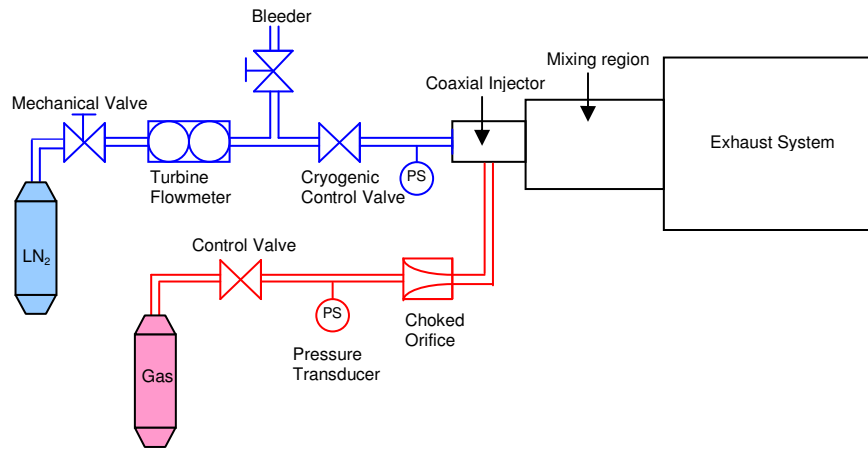 Bleeder
Mixing region
Coaxial Injector
Mechanical Valve
Exhaust System
Turbine
Flowmeter
Cryogenic
Control Valve
PS
LN2
Control Valve
PS
Choked
Orifice
Pressure
Transducer
Gas